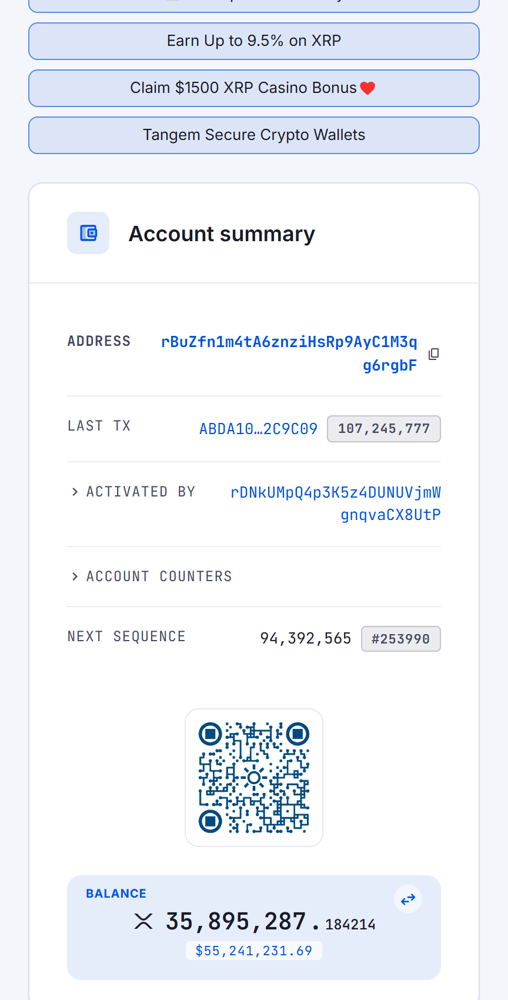 Earn Up to 9.5% on XRP
Claim $1500 XRP Casino Bonus❤️
Tangem Secure Crypto Wallets
Account summary
ADDRESS rBuZfn1m4tA6znziHsRp9AyC1M3q
g6rgbF
LAST TX ABDA10…2C9C09 107,245,777
ACTIVATED BY rDNkUMpQ4p3K5z4DUNUVjmW
gnqvaCX8UtP
ACCOUNT COUNTERS
NEXT SEQUENCE 94,392,565 #253990
BALANCE
35,895,287.184214
$55,241,231.69